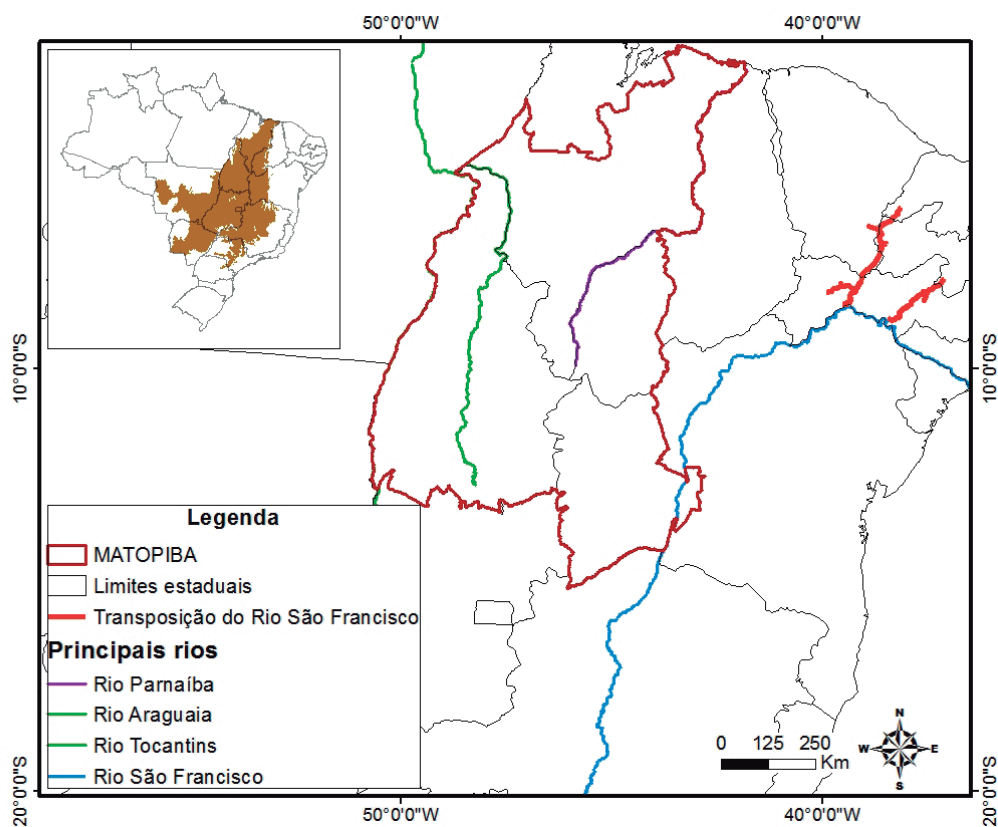 50°0'0"W 40°0'0"W
10°0'0"S 10°0'0"S
Legenda
MATOPIBA
Limites estaduais
Transposição do Rio São Francisco
Principais rios
Rio Parnaíba
Rio Araguaia
Rio Tocantins
Rio São Francisco
0 125 250
Km
N
W E
S
20°0'0"S 20°0'0"S
50°0'0"W 40°0'0"W